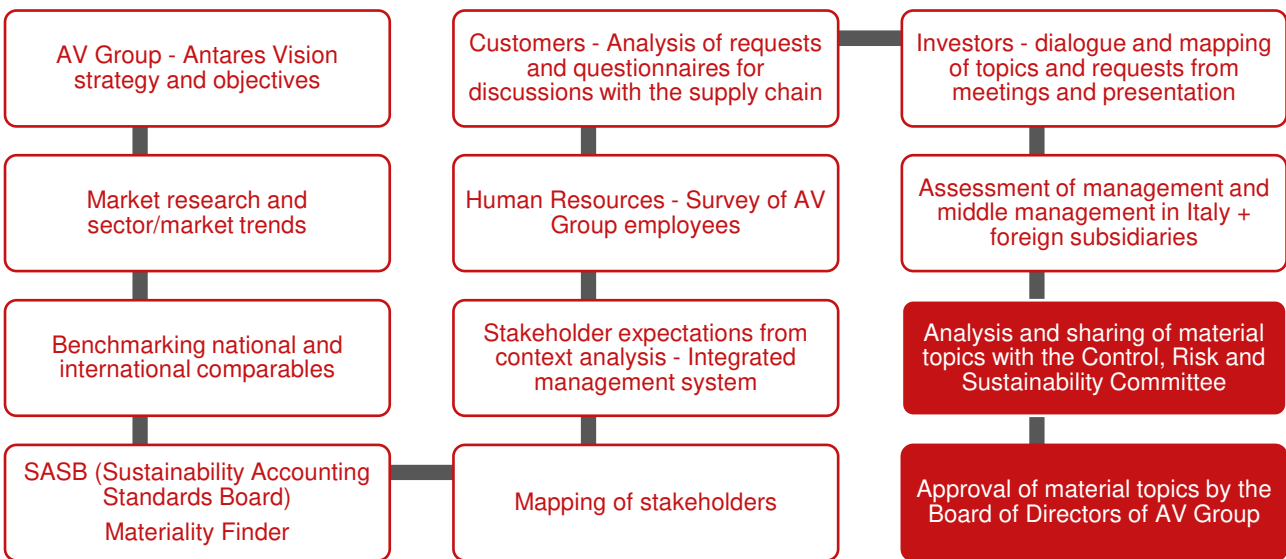 AV Group - Antares Vision
strategy and objectives
Market research and
sector/market trends
Benchmarking national and
international comparables
SASB (Sustainability Accounting
Standards Board)
Materiality Finder
Mapping of stakeholders
Stakeholder expectations from
context analysis - Integrated
management system
Human Resources - Survey of AV
Group employees
Customers - Analysis of requests
and questionnaires for
discussions with the supply chain
Investors - dialogue and mapping
of topics and requests from
meetings and presentation
Assessment of management and
middle management in Italy +
foreign subsidiaries
Analysis and sharing of material
topics with the Control, Risk and
Sustainability Committee
Approval of material topics by the
Board of Directors of AV Group